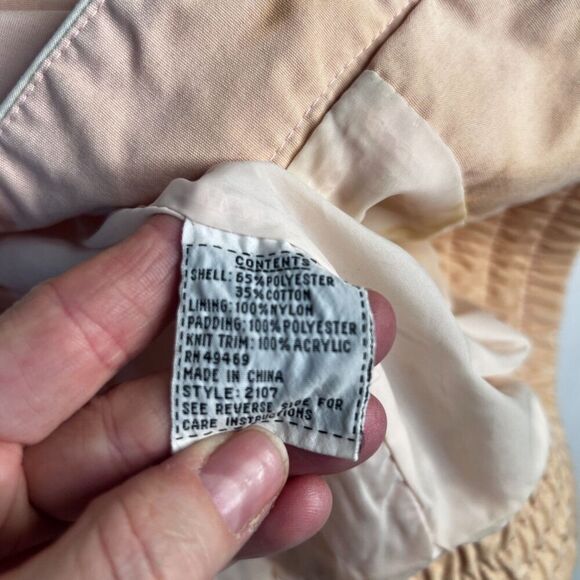 CONTENTS
SHELL: 65% POLYESTER
35% COTTON
LINING: 100% NYLON
PADDING: 100% POLYESTER
KNIT TRIM: 100% ACRYLIC
RN 49469
MADE IN CHINA
STYLE: 2107
SEE REVERSE SIDE FOR
CARE INSTRUCTIONS